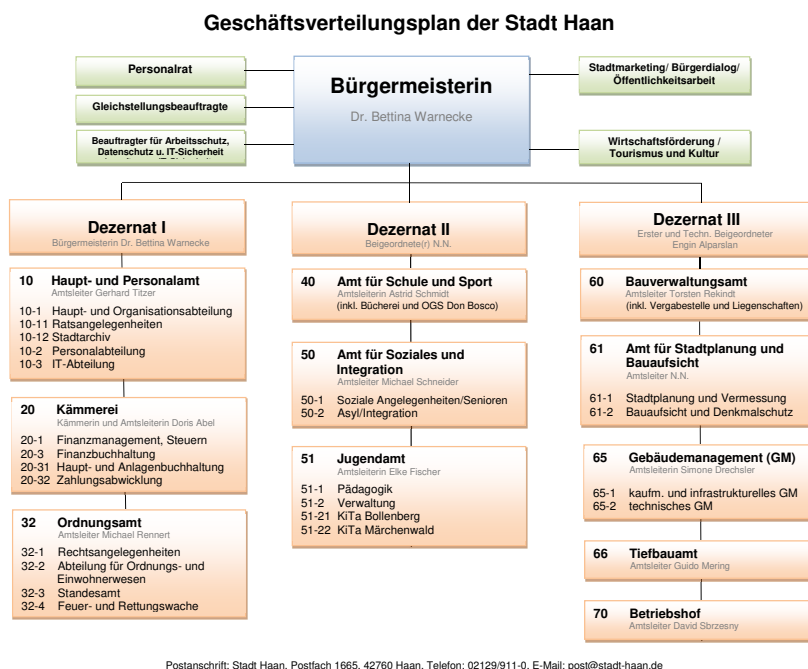 Geschäftsverteilungsplan der Stadt Haan
Personalrat
Gleichstellungsbeauftragte
Beauftragter für Arbeitsschutz,
Datenschutz u. IT-Sicherheit
Bürgermeisterin
Dr. Bettina Warnecke
Stadtmarketing/ Bürgerdialog/
Öffentlichkeitsarbeit
Wirtschaftsförderung /
Tourismus und Kultur
Dezernat I
Bürgermeisterin Dr. Bettina Warnecke
10 Haupt- und Personalamt
Amtsleiter Gerhard Titzer
10-1 Haupt- und Organisationsabteilung
10-11 Ratsangelegenheiten
10-12 Stadtarchiv
10-2 Personalabteilung
10-3 IT-Abteilung
20 Kämmerei
Kämmerin und Amtsleiterin Doris Abel
20-1 Finanzmanagement, Steuern
20-3 Finanzbuchhaltung
20-31 Haupt- und Anlagenbuchhaltung
20-32 Zahlungsabwicklung
32 Ordnungsamt
Amtsleiter Michael Rennert
32-1 Rechtsangelegenheiten
32-2 Abteilung für Ordnungs- und
Einwohnerwesen
32-3 Standesamt
32-4 Feuer- und Rettungswache
Dezernat II
Beigeordnete(r) N.N.
40 Amt für Schule und Sport
Amtsleiterin Astrid Schmidt
(inkl. Bücherei und OGS Don Bosco)
50 Amt für Soziales und
Integration
Amtsleiter Michael Schneider
50-1 Soziale Angelegenheiten/Senioren
50-2 Asyl/Integration
51 Jugendamt
Amtsleiterin Elke Fischer
51-1 Pädagogik
51-2 Verwaltung
51-21 KiTa Bollenberg
51-22 KiTa Märchenwald
Dezernat III
Erster und Techn. Beigeordneter
Engin Alparslan
60 Bauverwaltungsamt
Amtsleiter Torsten Rekindt
(inkl. Vergabestelle und Liegenschaften)
61 Amt für Stadtplanung und
Bauaufsicht
Amtsleiter N.N.
61-1 Stadtplanung und Vermessung
61-2 Bauaufsicht und Denkmalschutz
65 Gebäudemanagement (GM)
Amtsleiterin Simone Drechsler
65-1 kaufm. und infrastrukturelles GM
65-2 technisches GM
66 Tiefbauamt
Amtsleiter Guido Mering
70 Betriebshof
Amtsleiter David Sbrzesny
Postanschrift: Stadt Haan, Postfach 1665, 42760 Haan, Telefon: 02129/911-0, E-Mail: post@stadt-haan.de